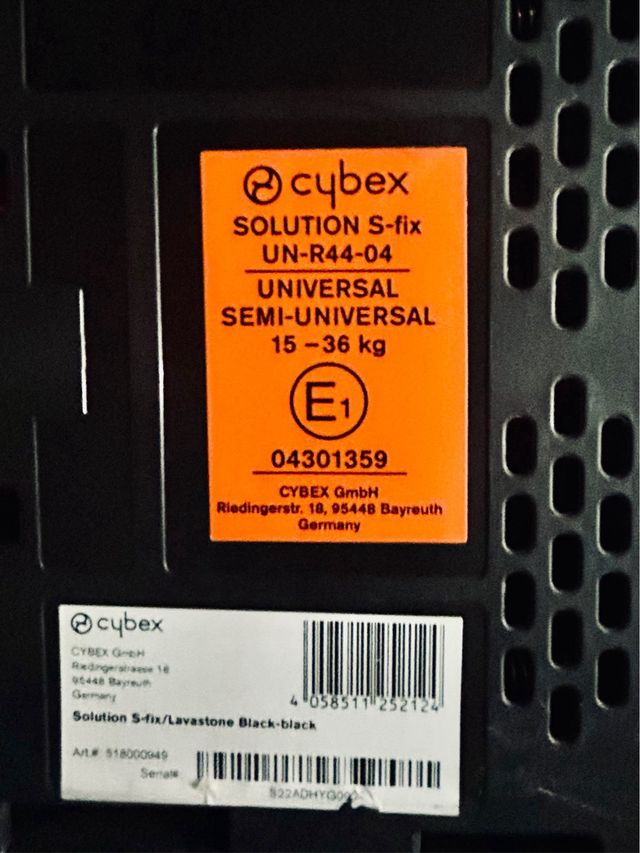 cybex
SOLUTION S-fix
UN-R44-04
UNIVERSAL
SEMI-UNIVERSAL
15 – 36 kg
E1
04301359
CYBEX GmbH
Riedingerstr. 18, 95448 Bayreuth
Germany
cybex
CYBEX GmbH
Riedingerstrasse 18
95448 Bayreuth
Germany
4 058511 252124
Solution S-fix/Lavastone Black-black
Art.# 518000949
Serial#